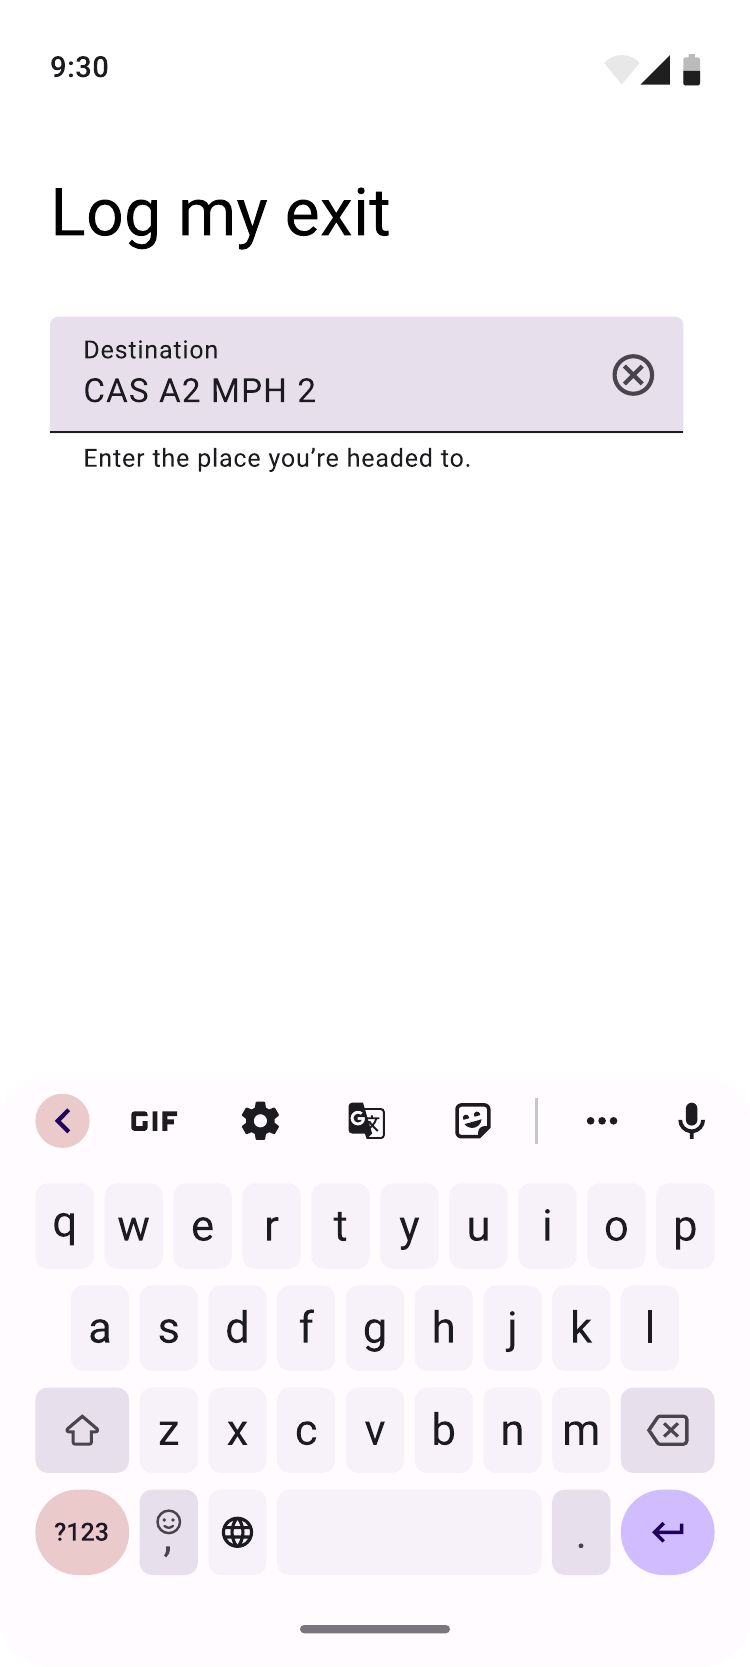 9:30
Log my exit
Destination
CAS A2 MPH 2
Enter the place you’re headed to.
GIF
G 文
q w e r t y u i o p
a s d f g h j k l
z x c v b n m
?123 , .